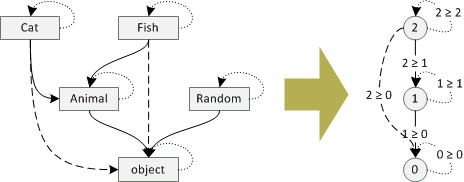 Cat
Fish
Animal
Random
object
2 ≥ 2
2
2 ≥ 1
2 ≥ 0
1 ≥ 1
1
1 ≥ 0
0 ≥ 0
0